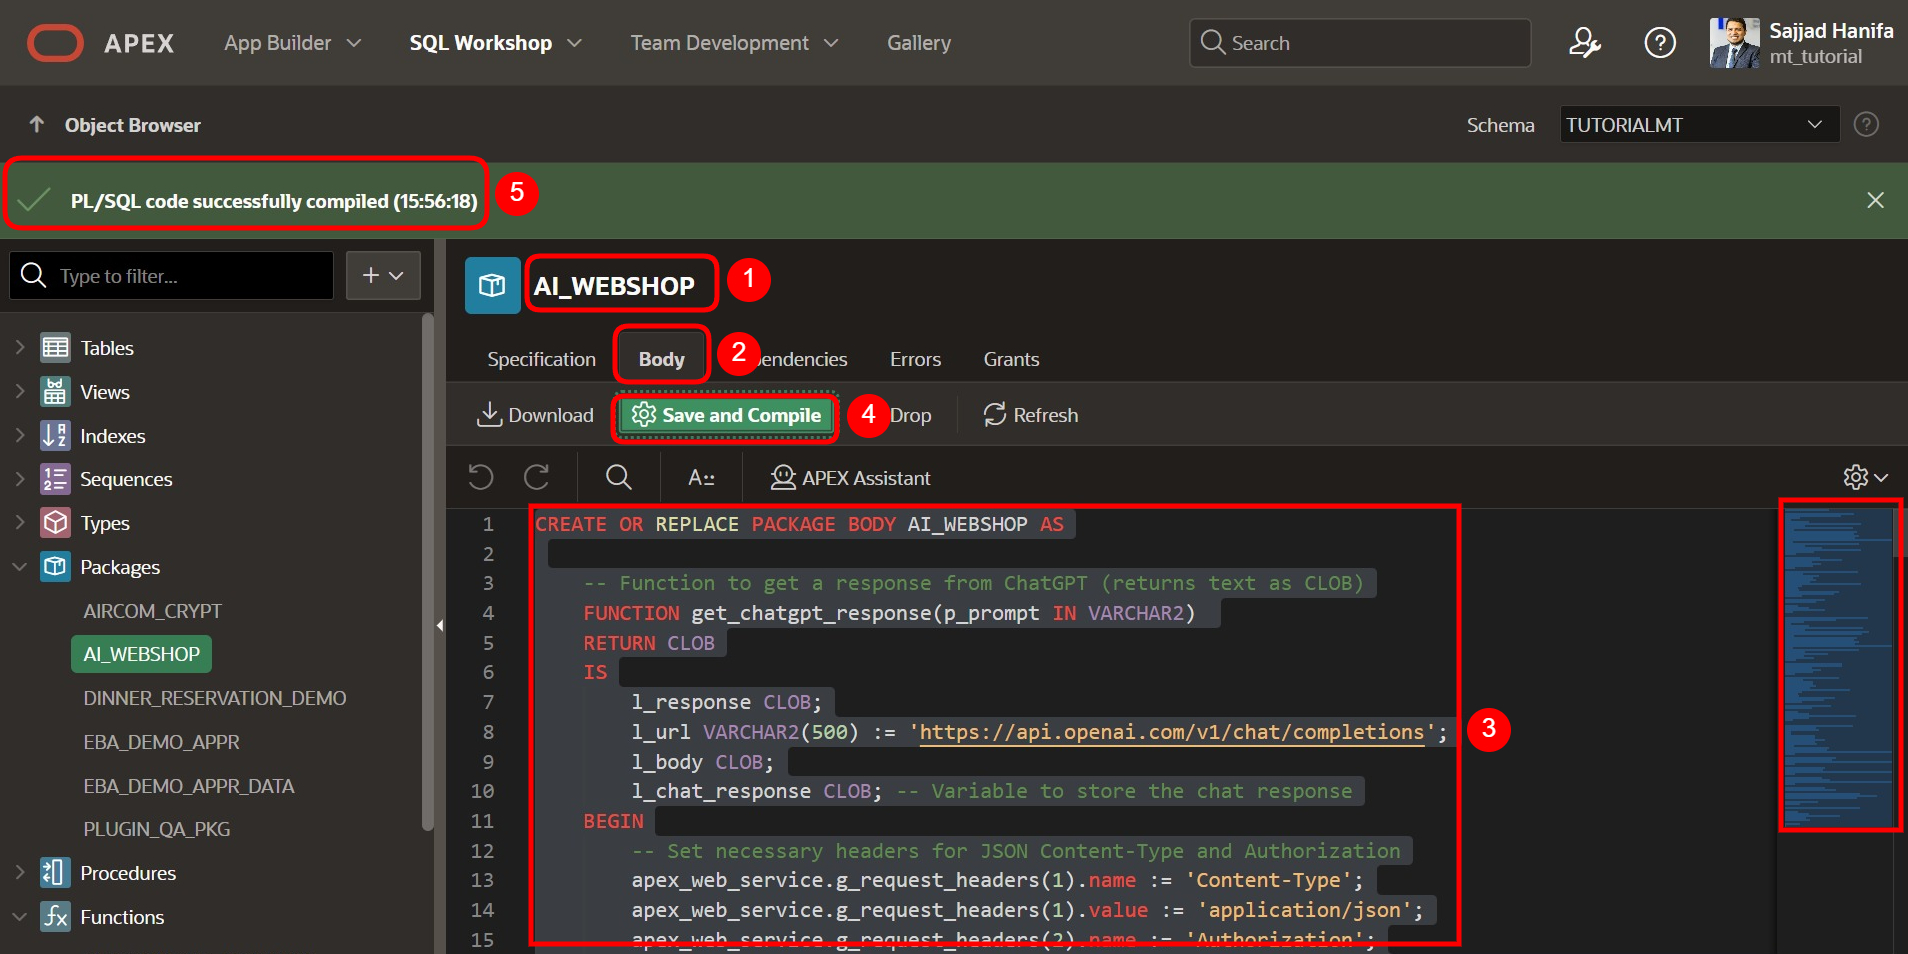 APEX
App Builder
SQL Workshop
Team Development
Gallery
Search
Sajjad Hanifa
mt_tutorial
Object Browser
Schema
TUTORIALMT
PL/SQL code successfully compiled (15:56:18)
5
Type to filter...
AI_WEBSHOP
1
Specification
Body
2
endencies
Errors
Grants
Download
Save and Compile
4
Drop
Refresh
A::
APEX Assistant
Tables
Views
Indexes
Sequences
Types
Packages
AIRCOM_CRYPT
AI_WEBSHOP
DINNER_RESERVATION_DEMO
EBA_DEMO_APPR
EBA_DEMO_APPR_DATA
PLUGIN_QA_PKG
Procedures
Functions
1 CREATE OR REPLACE PACKAGE BODY AI_WEBSHOP AS
2
3 -- Function to get a response from ChatGPT (returns text as CLOB)
4 FUNCTION get_chatgpt_response(p_prompt IN VARCHAR2)
5 RETURN CLOB
6 IS
7 l_response CLOB;
8 l_url VARCHAR2(500) := 'https://api.openai.com/v1/chat/completions';
9 l_body CLOB;
10 l_chat_response CLOB; -- Variable to store the chat response
11 BEGIN
12 -- Set necessary headers for JSON Content-Type and Authorization
13 apex_web_service.g_request_headers(1).name := 'Content-Type';
14 apex_web_service.g_request_headers(1).value := 'application/json';
15 apex_web_service.g_request_headers(2).name := 'Authorization';
3